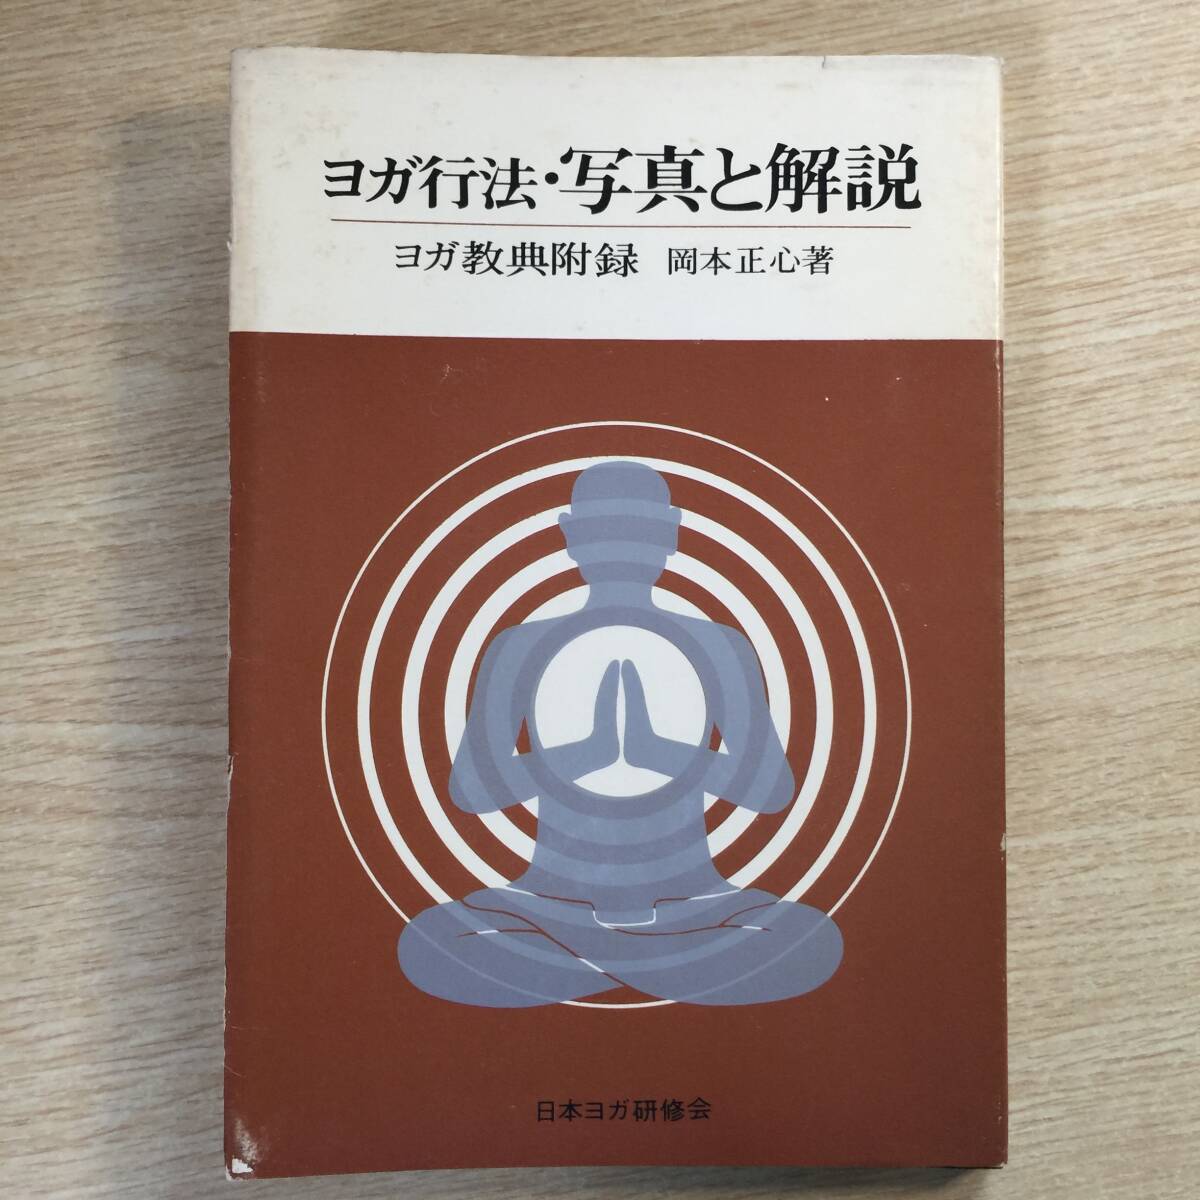 ヨガ行法・写真と解説
ヨガ教典附録 岡本正心著
日本ヨガ研修会